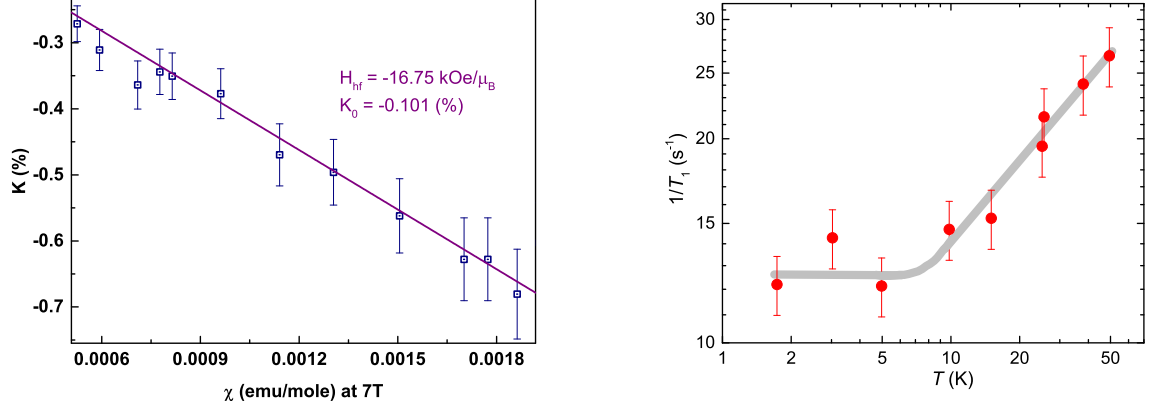 -0.3
-0.4
-0.5
-0.6
-0.7
K (%)
H_hf = -16.75 kOe/μ_B
K_0 = -0.101 (%)
0.0006 0.0009 0.0012 0.0015 0.0018
χ (emu/mole) at 7T
30
25
20
15
10
1/T_1 (s^-1)
1 2 5 10 20 50
T (K)